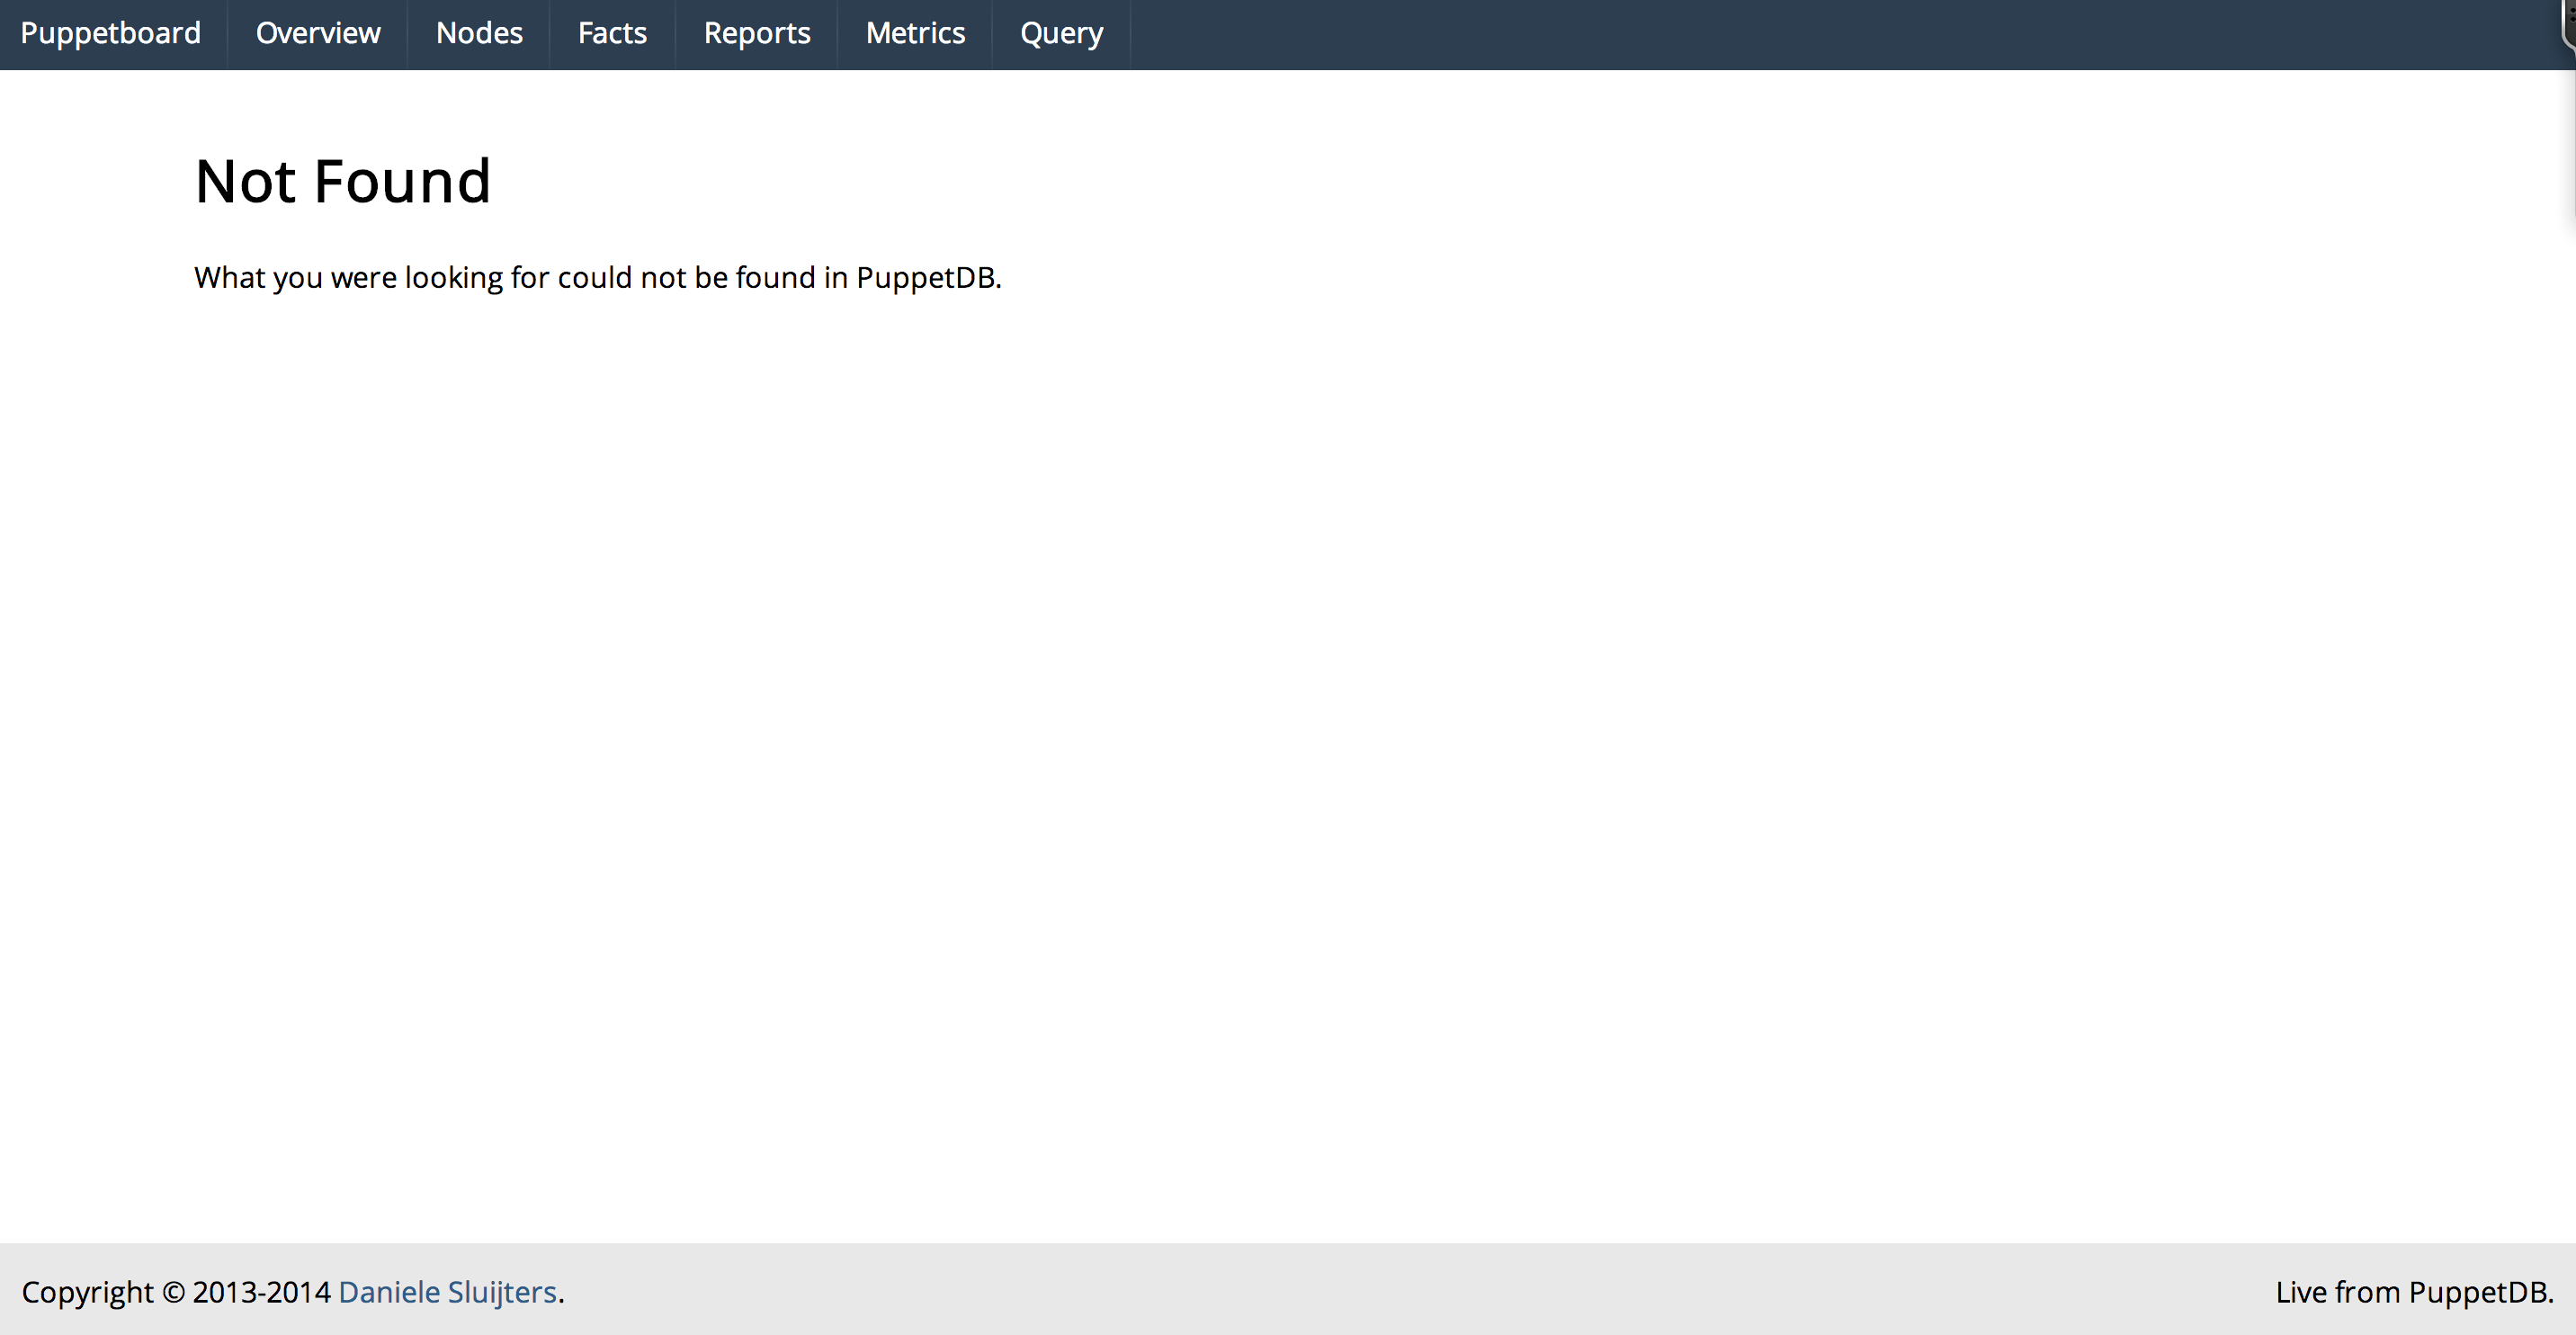 Puppetboard Overview Nodes Facts Reports Metrics Query
Not Found
What you were looking for could not be found in PuppetDB.
Copyright © 2013-2014 Daniele Sluijters. Live from PuppetDB.